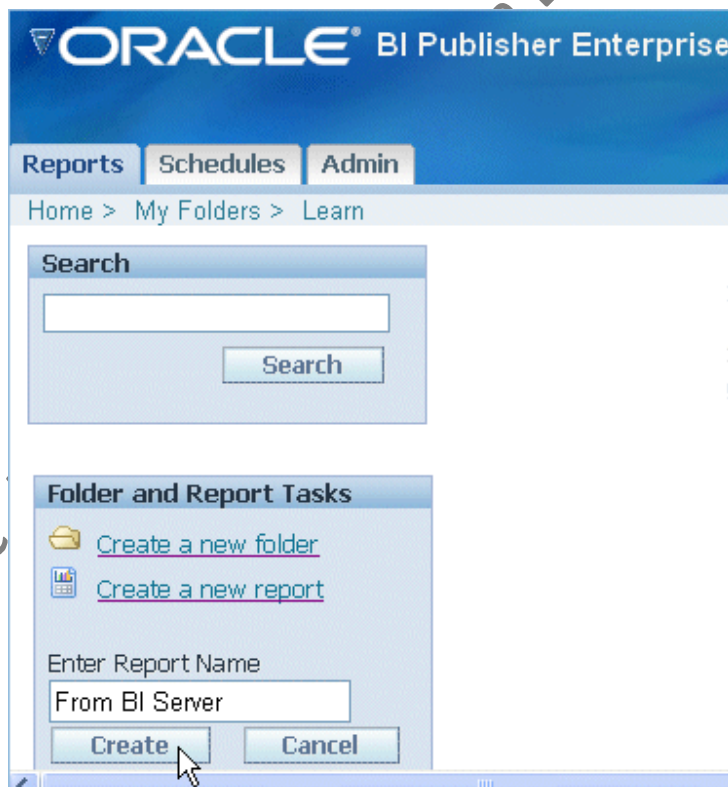 ORACLE® BI Publisher Enterprise
Reports Schedules Admin
Home > My Folders > Learn
Search
Search
Folder and Report Tasks
Create a new folder
Create a new report
Enter Report Name
From BI Server
Create Cancel